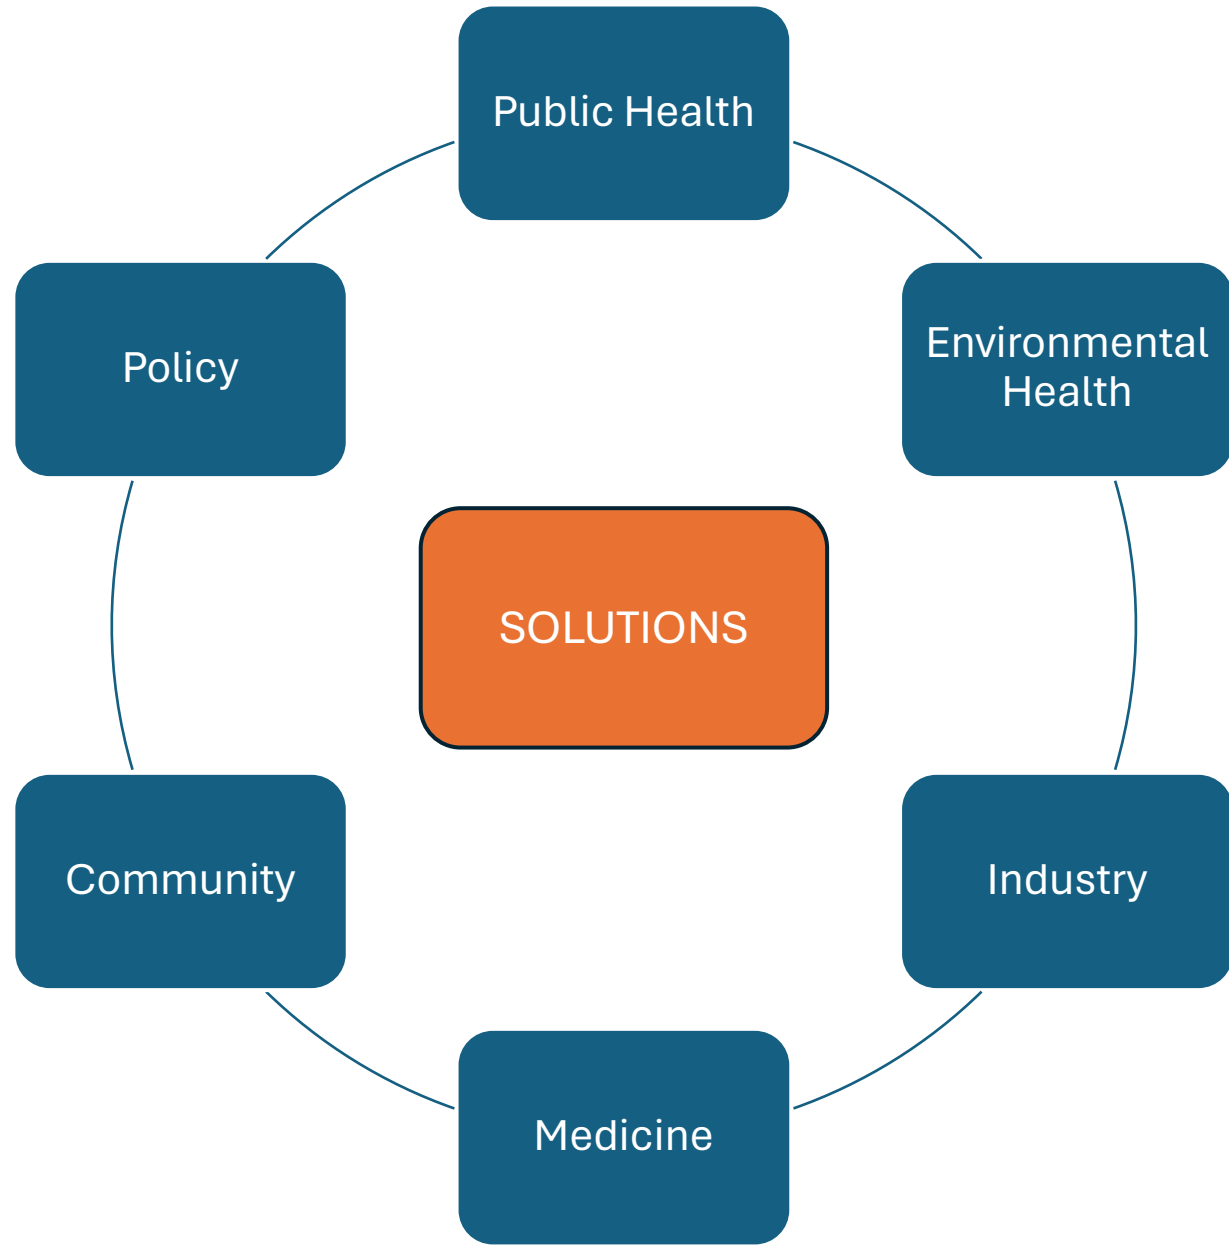 Public Health
Policy
Environmental
Health
SOLUTIONS
Community
Industry
Medicine